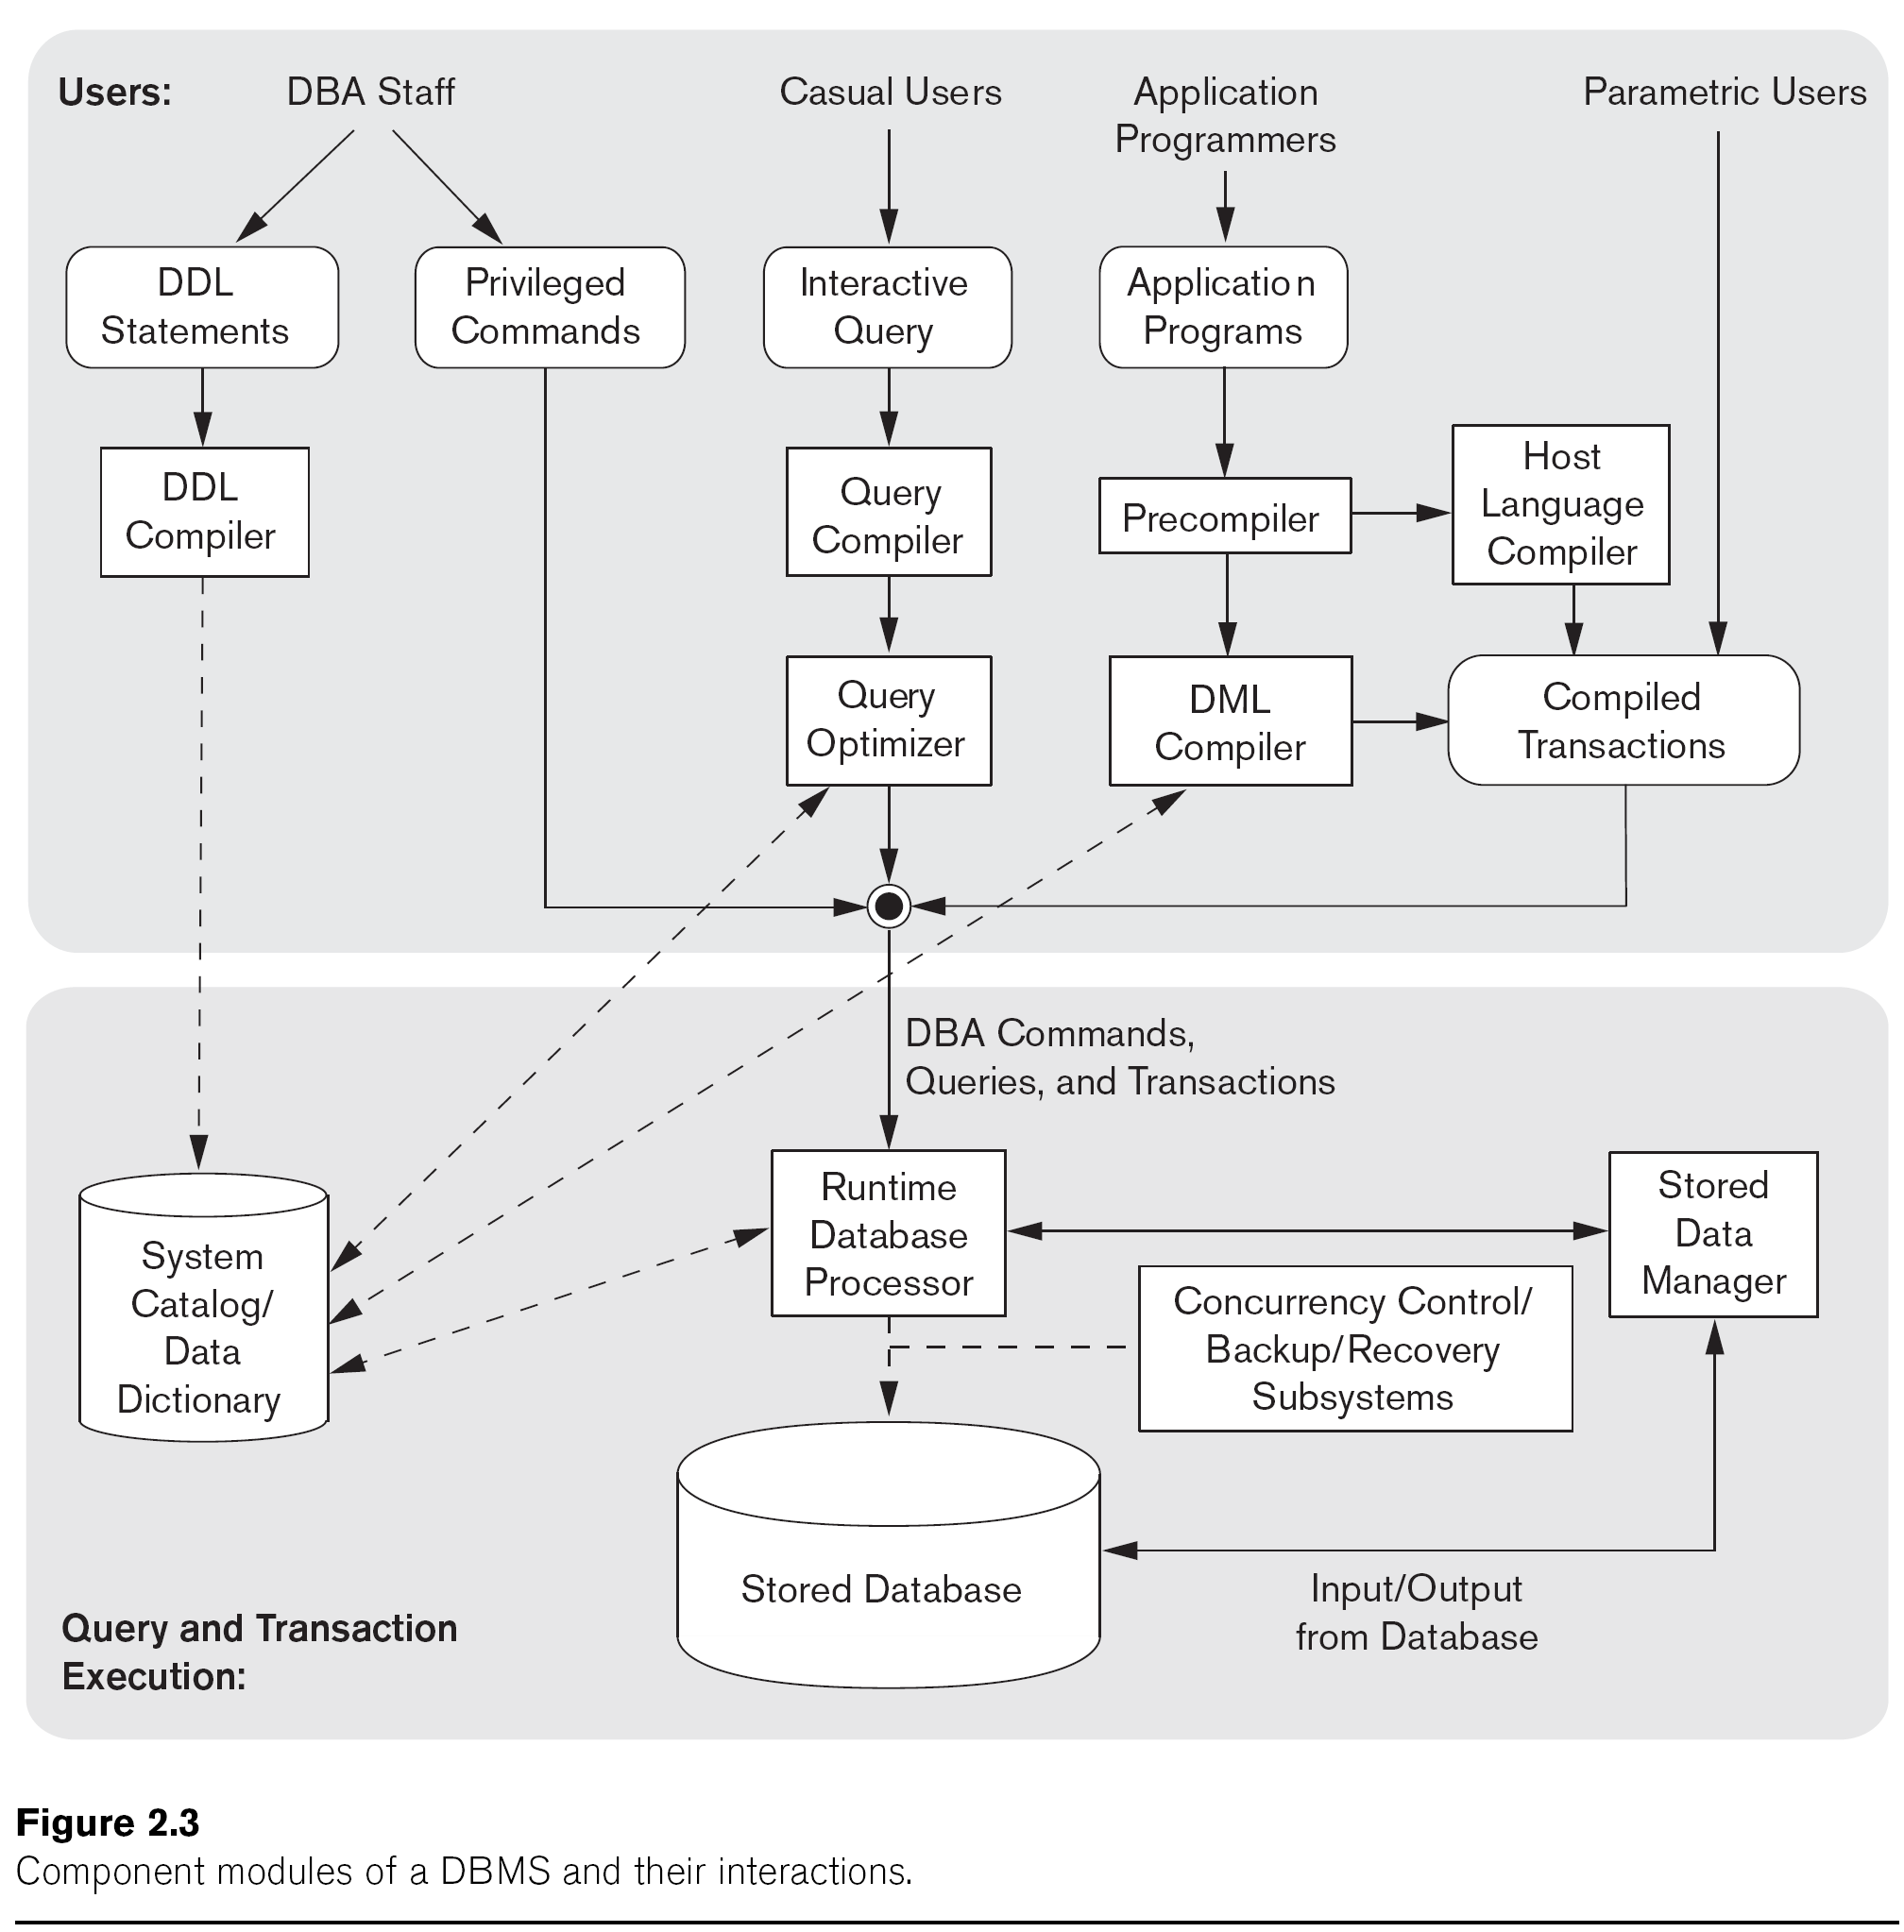 Users:
DBA Staff
Casual Users
Application
Programmers
Parametric Users
DDL
Statements
Privileged
Commands
Interactive
Query
Application
Programs
DDL
Compiler
Query
Compiler
Precompiler
Host
Language
Compiler
Query
Optimizer
DML
Compiler
Compiled
Transactions
DBA Commands,
Queries, and Transactions
System
Catalog/
Data
Dictionary
Runtime
Database
Processor
Stored
Data
Manager
Concurrency Control/
Backup/Recovery
Subsystems
Stored Database
Input/Output
from Database
Query and Transaction
Execution:
Figure 2.3
Component modules of a DBMS and their interactions.